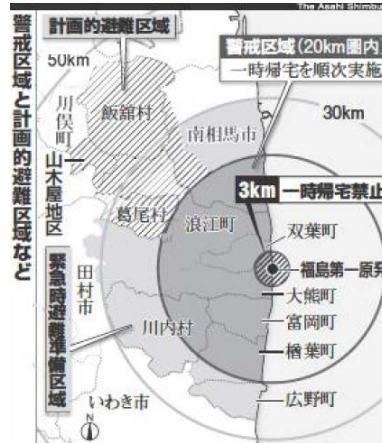 The Asahi Shimbu
警戒区域と計画的避難区域など
計画的避難区域
50km
警戒区域(20km圏内)
一時帰宅を順次実施
30km
飯舘村
川俣町
南相馬市
山木屋地区
3km 一時帰宅禁止
葛尾村
浪江町
双葉町
福島第一原発
田村市
緊急時避難準備区域
大熊町
川内村
富岡町
楢葉町
いわき市
広野町
N